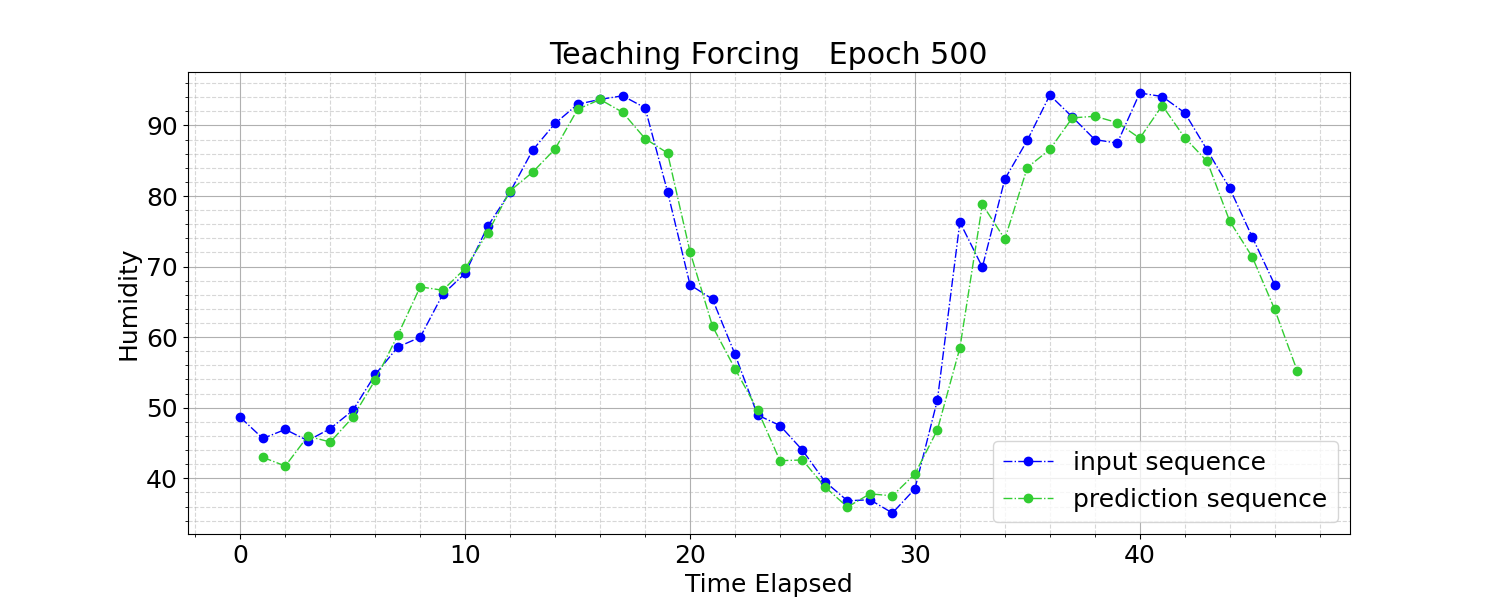 Teaching Forcing   Epoch 500
Humidity
90
80
70
60
50
40
input sequence
prediction sequence
0 10 20 30 40
Time Elapsed